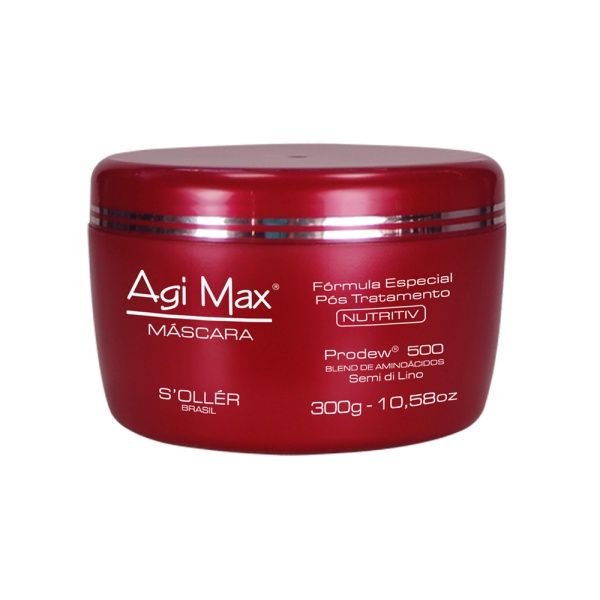 Agi Max®
MÁSCARA
S'OLLÉR
BRASIL
Fórmula Especial
Pós Tratamento
NUTRITIV
Prodew® 500
BLEND DE AMINOÁCIDOS
Semi di Lino
300g - 10,58oz